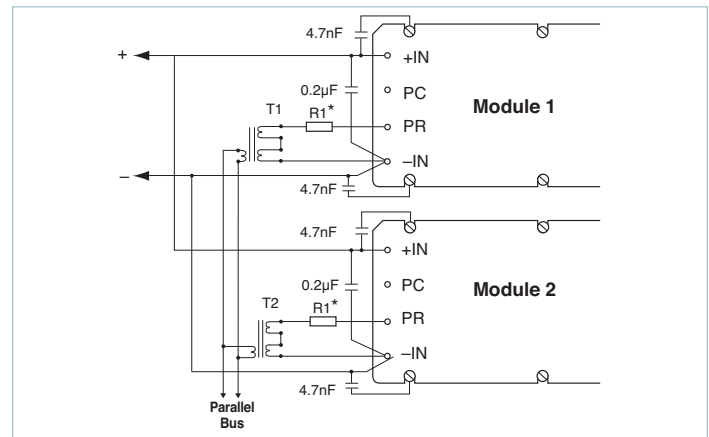 4.7nF
+
+IN
0.2µF
PC
Module 1
T1
R1*
PR
–IN
–
4.7nF
4.7nF
+IN
0.2µF
PC
Module 2
T2
R1*
PR
–IN
4.7nF
Parallel
Bus